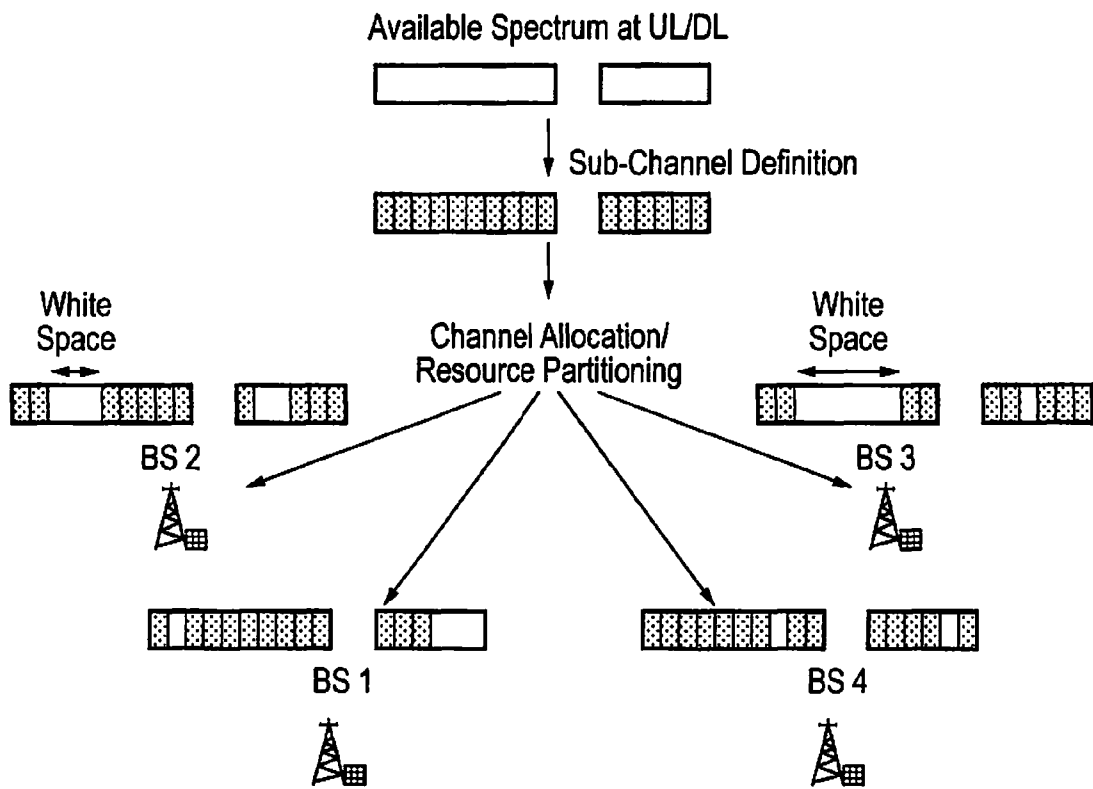 Available Spectrum at UL/DL
Sub-Channel Definition
White
Space
Channel Allocation/
Resource Partitioning
White
Space
BS 2
BS 3
BS 1
BS 4